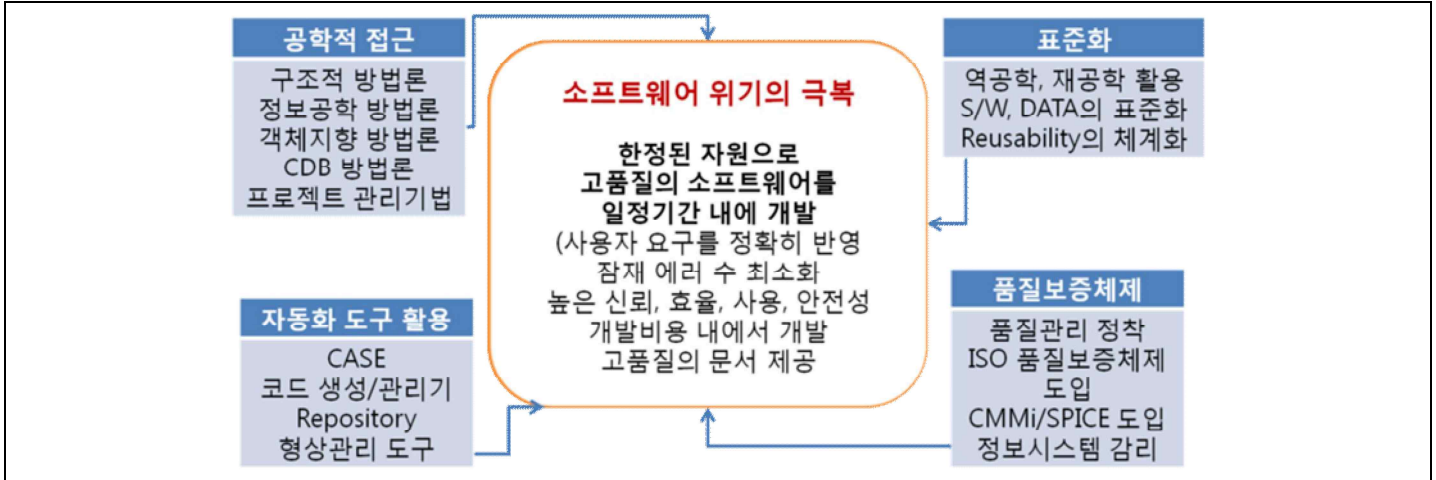 공학적 접근
구조적 방법론
정보공학 방법론
객체지향 방법론
CDB 방법론
프로젝트 관리기법
소프트웨어 위기의 극복
한정된 자원으로
고품질의 소프트웨어를
일정기간 내에 개발
(사용자 요구를 정확히 반영
잠재 에러 수 최소화
높은 신뢰, 효율, 사용, 안전성
개발비용 내에서 개발
고품질의 문서 제공
표준화
역공학, 재공학 활용
S/W, DATA의 표준화
Reusability의 체계화
자동화 도구 활용
CASE
코드 생성/관리기
Repository
형상관리 도구
품질보증체제
품질관리 정착
ISO 품질보증체제
도입
CMMi/SPICE 도입
정보시스템 감리